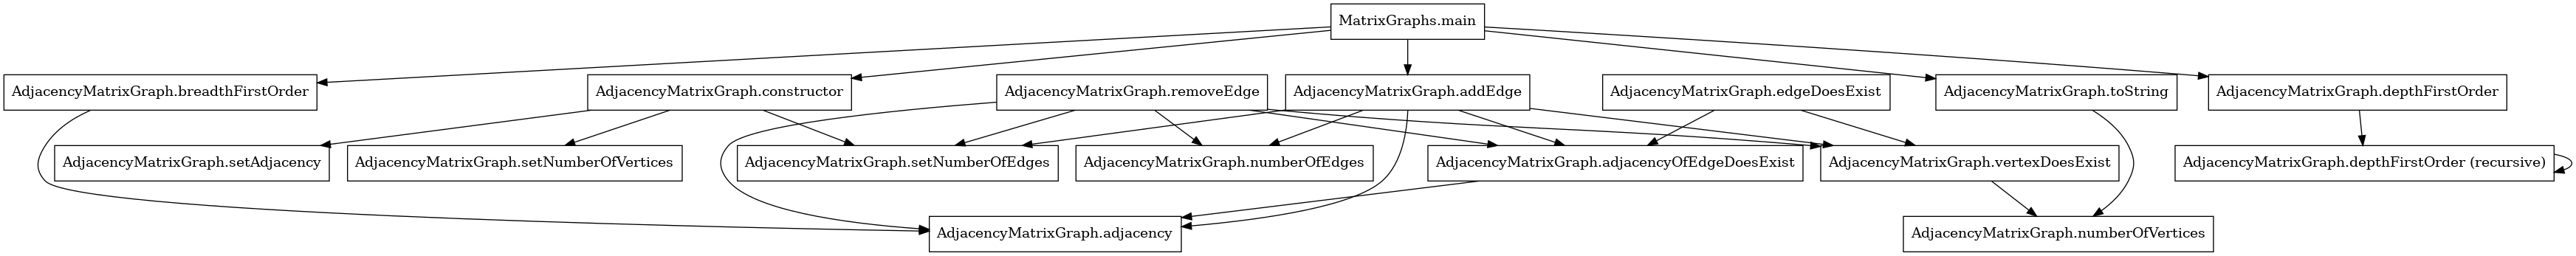 MatrixGraphs.main
AdjacencyMatrixGraph.breadthFirstOrder
AdjacencyMatrixGraph.constructor
AdjacencyMatrixGraph.removeEdge
AdjacencyMatrixGraph.addEdge
AdjacencyMatrixGraph.edgeDoesExist
AdjacencyMatrixGraph.toString
AdjacencyMatrixGraph.depthFirstOrder
AdjacencyMatrixGraph.setAdjacency
AdjacencyMatrixGraph.setNumberOfVertices
AdjacencyMatrixGraph.setNumberOfEdges
AdjacencyMatrixGraph.numberOfEdges
AdjacencyMatrixGraph.adjacencyOfEdgeDoesExist
AdjacencyMatrixGraph.vertexDoesExist
AdjacencyMatrixGraph.depthFirstOrder (recursive)
AdjacencyMatrixGraph.adjacency
AdjacencyMatrixGraph.numberOfVertices